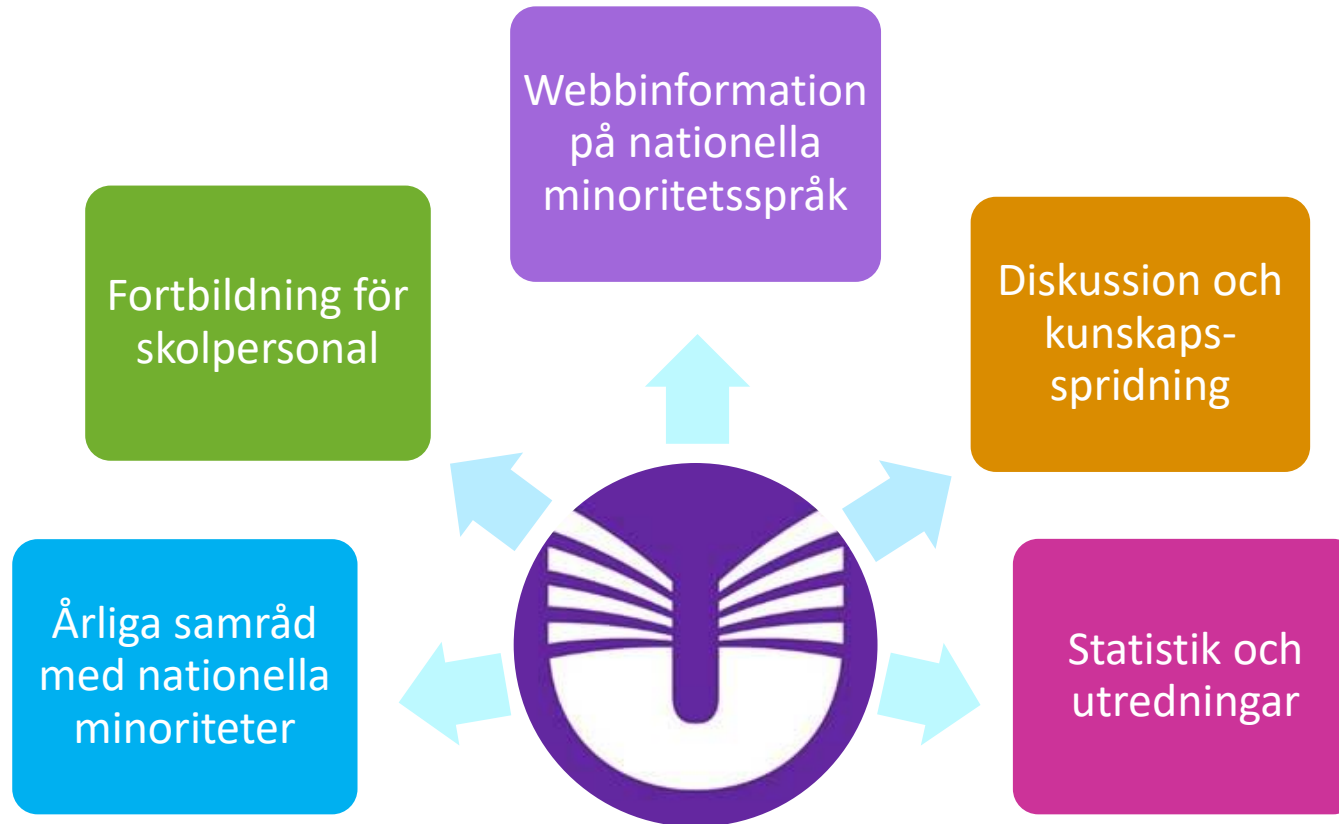 Webbinformation
på nationella
minoritetsspråk
Fortbildning för
skolpersonal
Diskussion och
kunskaps-
spridning
Årliga samråd
med nationella
minoriteter
Statistik och
utredningar